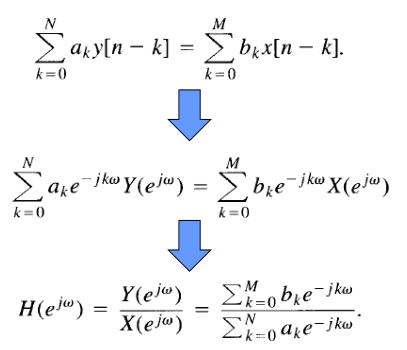 \sum_{k=0}^{N} a_k y[n - k] = \sum_{k=0}^{M} b_k x[n - k].
\sum_{k=0}^{N} a_k e^{-jk\omega} Y(e^{j\omega}) = \sum_{k=0}^{M} b_k e^{-jk\omega} X(e^{j\omega})
H(e^{j\omega}) = \frac{Y(e^{j\omega})}{X(e^{j\omega})} = \frac{\sum_{k=0}^{M} b_k e^{-jk\omega}}{\sum_{k=0}^{N} a_k e^{-jk\omega}}.